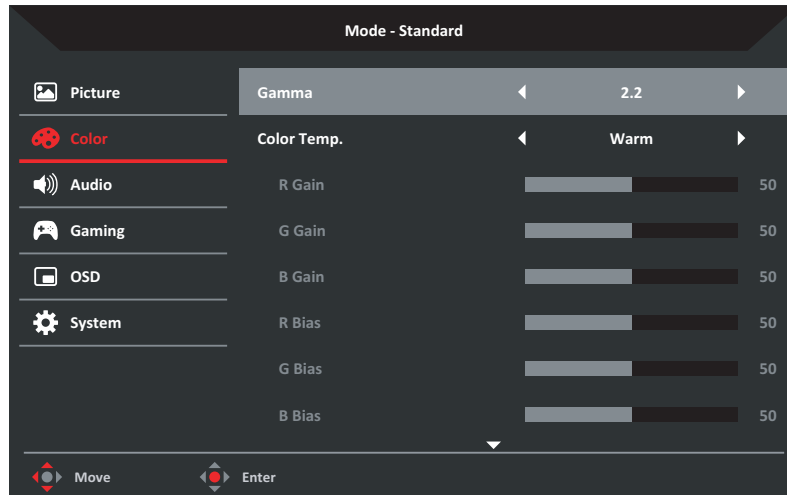 Mode - Standard
Picture
Gamma 2.2
Color
Color Temp. Warm
Audio
R Gain 50
Gaming
G Gain 50
OSD
B Gain 50
System
R Bias 50
G Bias 50
B Bias 50
Move Enter